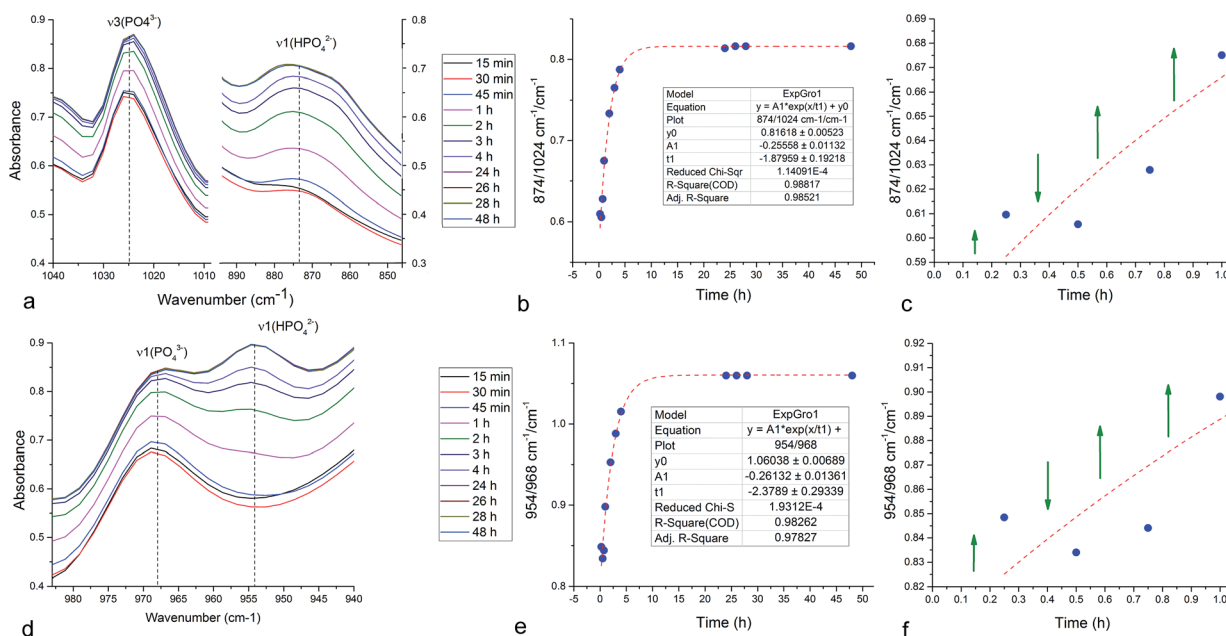 ν3(PO4³⁻)
ν1(HPO₄²⁻)
0.9
0.8
0.7
0.6
0.5
0.4
Absorbance
0.8
0.7
0.6
0.5
0.4
0.3
1040
1030
1020
1010
890
880
870
860
850
Wavenumber (cm⁻¹)
15 min
30 min
45 min
1 h
2 h
3 h
4 h
24 h
26 h
28 h
48 h
a
874/1024 cm⁻¹/cm⁻¹
0.8
0.7
0.6
-5 0 5 10 15 20 25 30 35 40 45 50
Time (h)
Model ExpGro1
Equation y = A1*exp(x/t1) + y0
Plot 874/1024 cm-1/cm-1
y0 0.81618 ± 0.00523
A1 -0.25558 ± 0.01132
t1 -1.87959 ± 0.19218
Reduced Chi-Sqr 1.14091E-4
R-Square(COD) 0.98817
Adj. R-Square 0.98521
b
874/1024 cm⁻¹/cm⁻¹
0.69
0.68
0.67
0.66
0.65
0.64
0.63
0.62
0.61
0.60
0.59
0.0 0.1 0.2 0.3 0.4 0.5 0.6 0.7 0.8 0.9 1.0
Time (h)
c
ν1(PO₄³⁻)
ν1(HPO₄²⁻)
0.9
0.8
0.7
0.6
0.5
0.4
Absorbance
980 975 970 965 960 955 950 945 940
Wavenumber (cm-1)
15 min
30 min
45 min
1 h
2 h
3 h
4 h
24 h
26 h
28 h
48 h
d
954/968 cm⁻¹/cm⁻¹
1.1
1.0
0.9
0.8
-5 0 5 10 15 20 25 30 35 40 45 50
Time (h)
Model ExpGro1
Equation y = A1*exp(x/t1) +
Plot 954/968
y0 1.06038 ± 0.00689
A1 -0.26132 ± 0.01361
t1 -2.3789 ± 0.29339
Reduced Chi-S 1.9312E-4
R-Square(COD) 0.98262
Adj. R-Square 0.97827
e
954/968 cm⁻¹/cm⁻¹
0.92
0.91
0.90
0.89
0.88
0.87
0.86
0.85
0.84
0.83
0.82
0.0 0.1 0.2 0.3 0.4 0.5 0.6 0.7 0.8 0.9 1.0
Time (h)
f